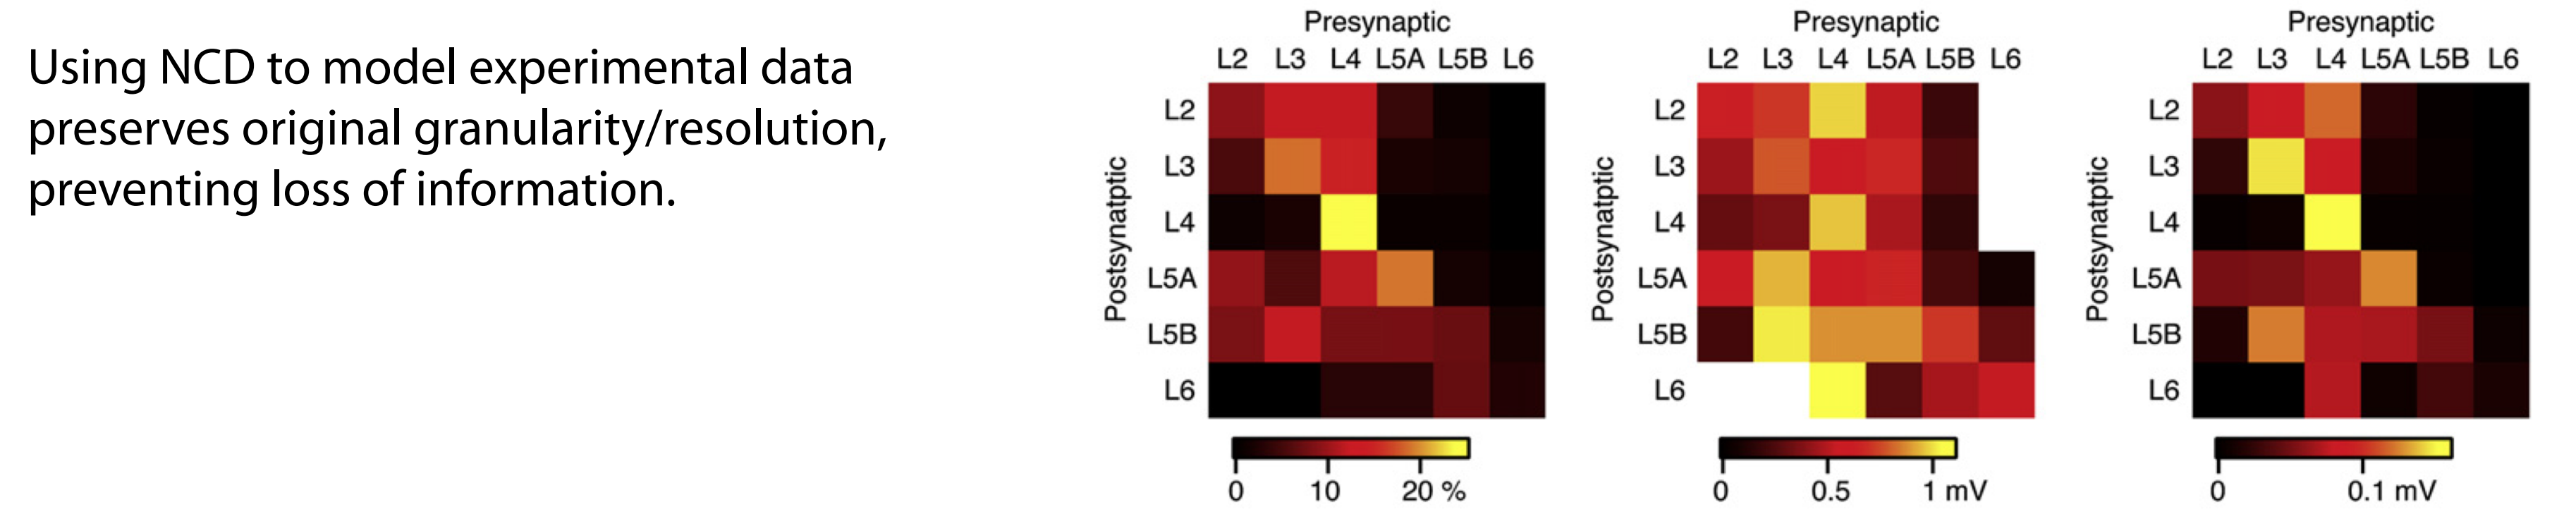 Using NCD to model experimental data
preserves original granularity/resolution,
preventing loss of information.
Presynaptic
L2 L3 L4 L5A L5B L6
Postsynatptic
L2
L3
L4
L5A
L5B
L6
0 10 20 %
Presynaptic
L2 L3 L4 L5A L5B L6
Postsynatptic
L2
L3
L4
L5A
L5B
L6
0 0.5 1 mV
Presynaptic
L2 L3 L4 L5A L5B L6
Postsynatptic
L2
L3
L4
L5A
L5B
L6
0 0.1 mV